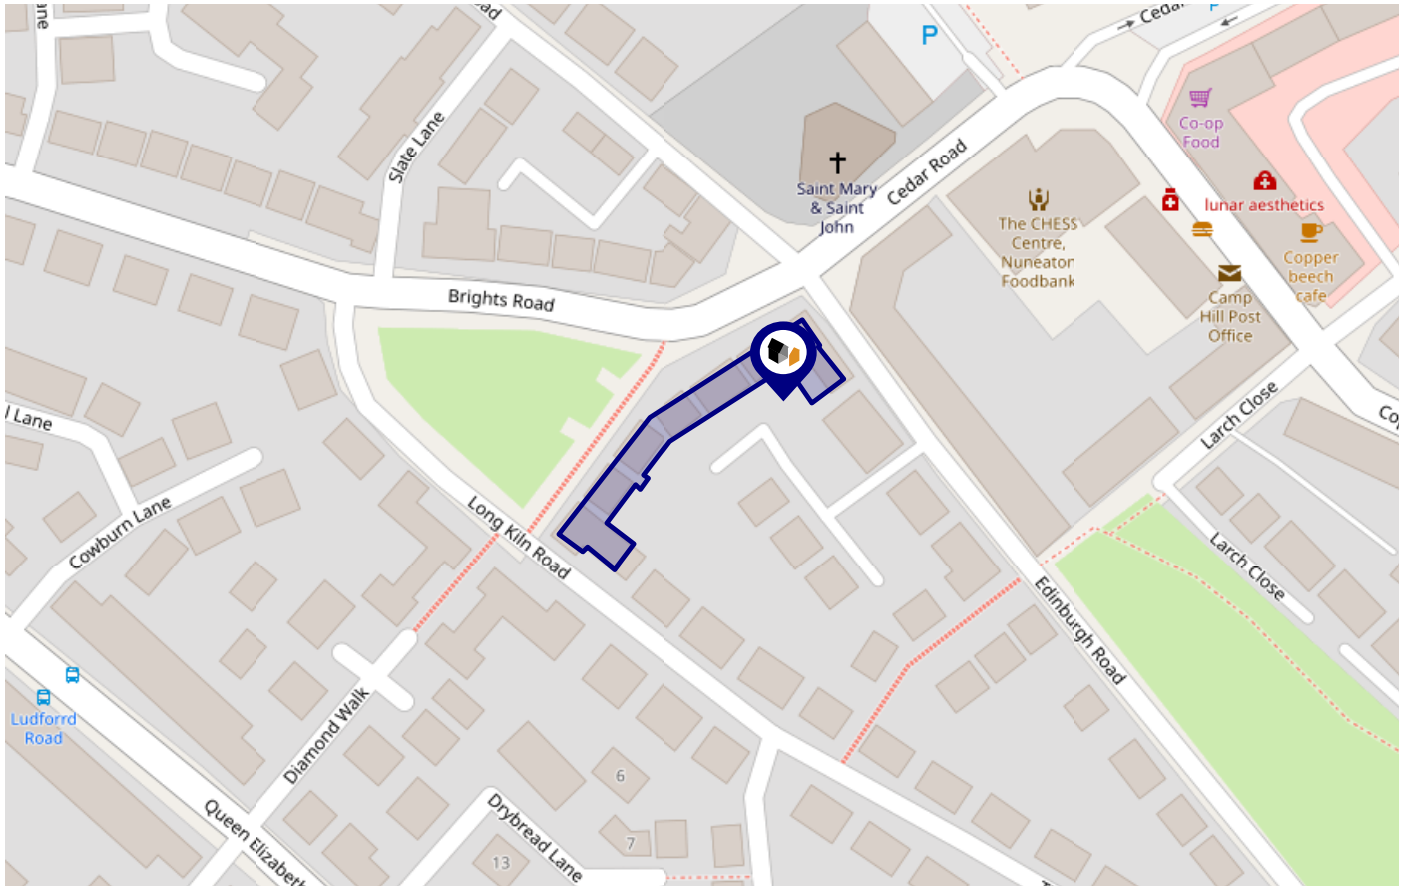 P
Co-op
Food
Slate Lane
Cedar Road
Saint Mary
& Saint
John
lunar aesthetics
The CHESS
Centre,
Nuneaton
Foodbank
Copper
beech
cafe
Camp
Hill Post
Office
Brights Road
Larch Close
Cowburn Lane
Long Kiln Road
Larch Close
Edinburgh Road
Ludforrd
Road
Diamond Walk
6
Queen Elizabeth
Drybread Lane
7
13
Lane